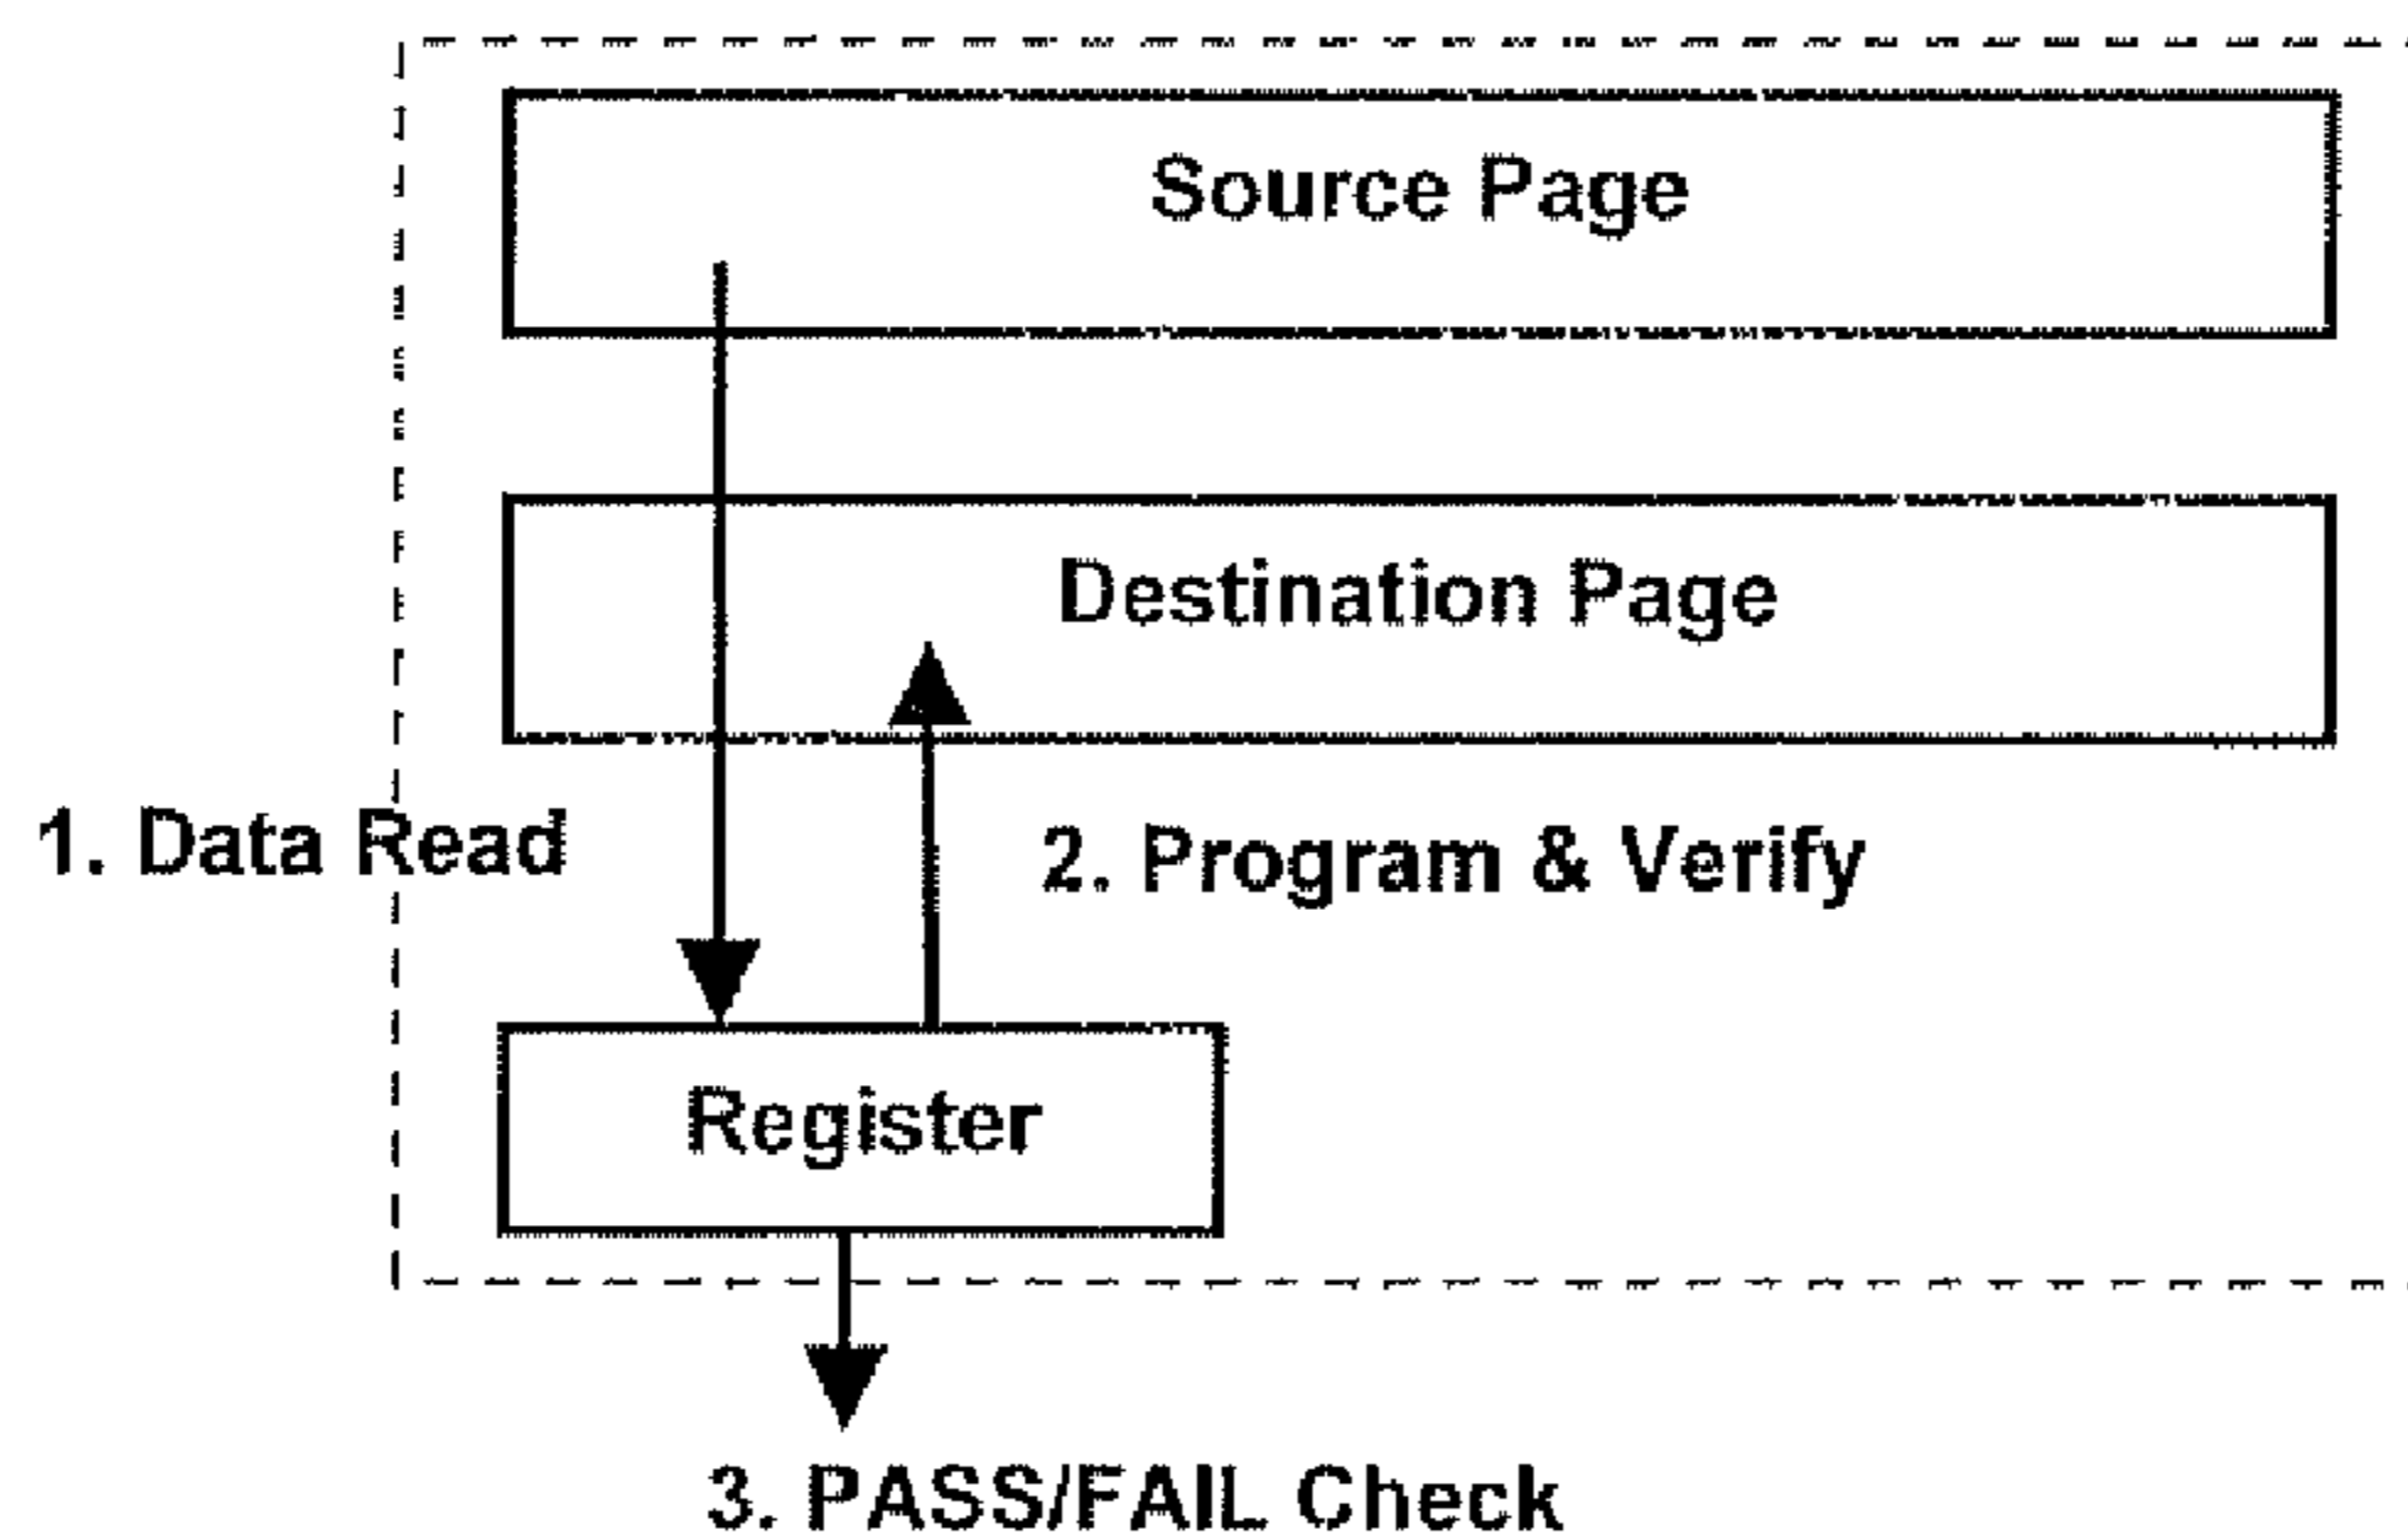 Source Page
Destination Page
1. Data Read
2. Program & Verify
Register
3. PASS/FAIL Check